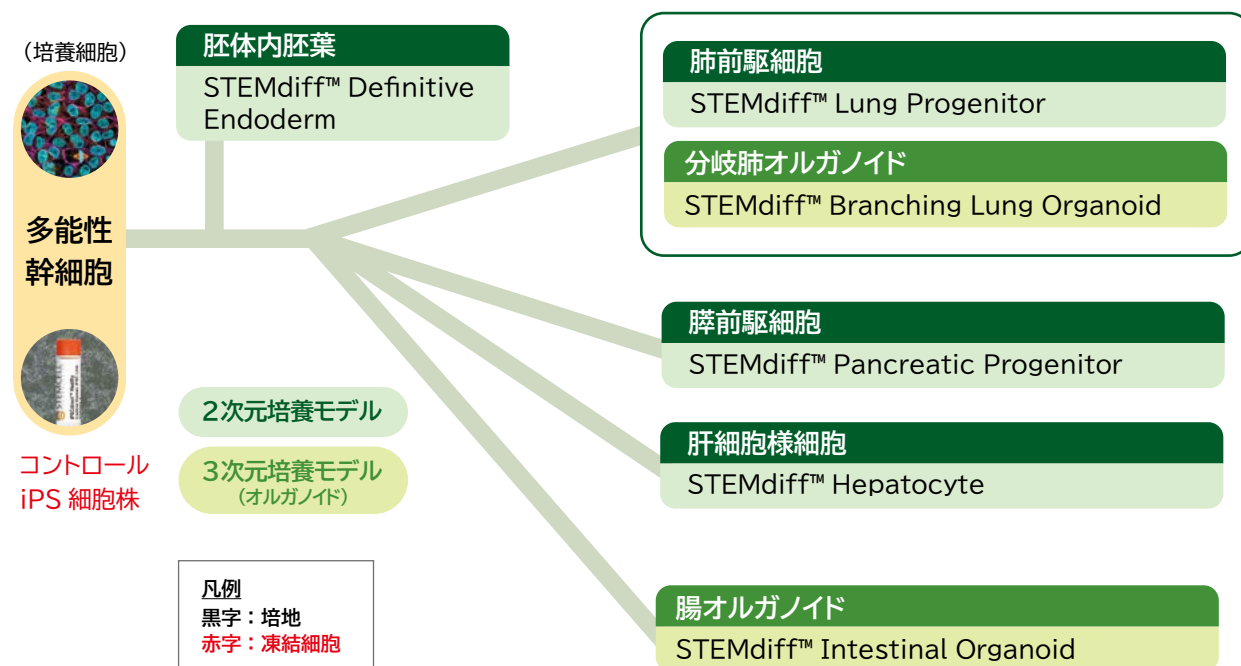 （培養細胞）
多能性
幹細胞
コントロール
iPS 細胞株
胚体内胚葉
STEMdiff™ Definitive
Endoderm
肺前駆細胞
STEMdiff™ Lung Progenitor
分岐肺オルガノイド
STEMdiff™ Branching Lung Organoid
膵前駆細胞
STEMdiff™ Pancreatic Progenitor
肝細胞様細胞
STEMdiff™ Hepatocyte
腸オルガノイド
STEMdiff™ Intestinal Organoid
2次元培養モデル
3次元培養モデル
(オルガノイド)
凡例
黒字：培地
赤字：凍結細胞